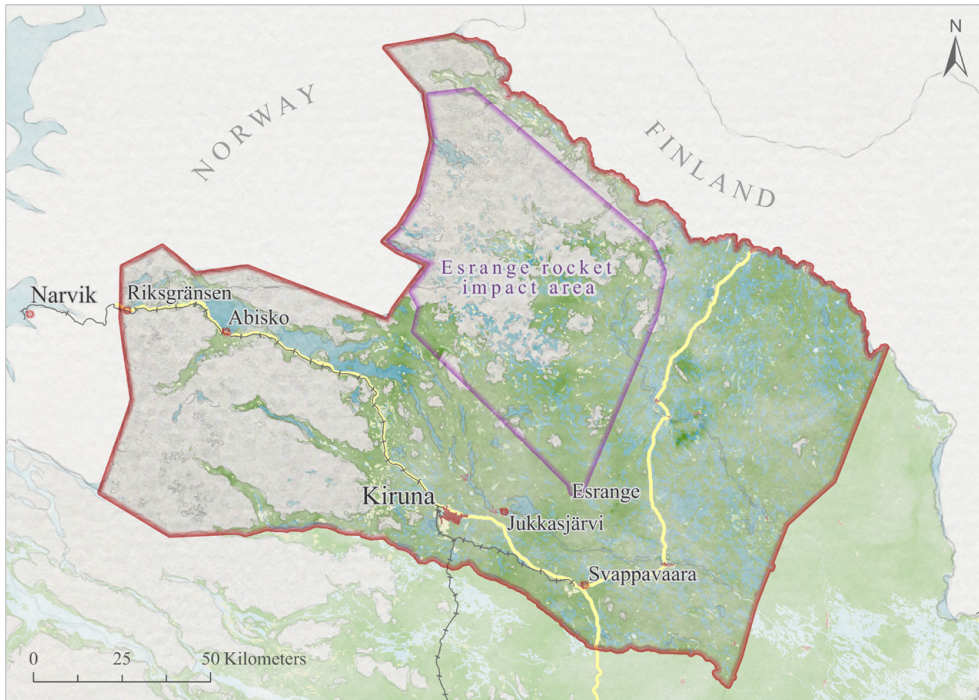 N
NORWAY
FINLAND
Esrange rocket
impact area
Narvik
Riksgränsen
Abisko
Kiruna
Esrange
Jukkasjärvi
Svappavaara
0 25 50 Kilometers